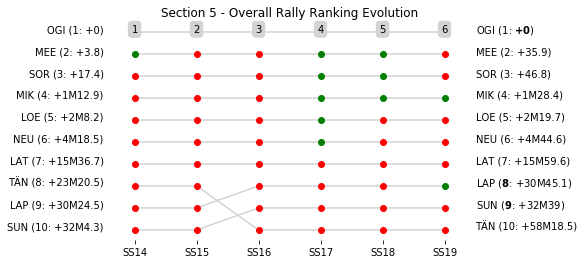 Section 5 - Overall Rally Ranking Evolution
OGI (1: +0) 1 2 3 4 5 6 OGI (1: +0)
MEE (2: +3.8) MEE (2: +35.9)
SOR (3: +17.4) SOR (3: +46.8)
MIK (4: +1M12.9) MIK (4: +1M28.4)
LOE (5: +2M8.2) LOE (5: +2M19.7)
NEU (6: +4M18.5) NEU (6: +4M44.6)
LAT (7: +15M36.7) LAT (7: +15M59.6)
TÄN (8: +23M20.5) LAP (8: +30M45.1)
LAP (9: +30M24.5) SUN (9: +32M39)
SUN (10: +32M4.3) TÄN (10: +58M18.5)
SS14 SS15 SS16 SS17 SS18 SS19